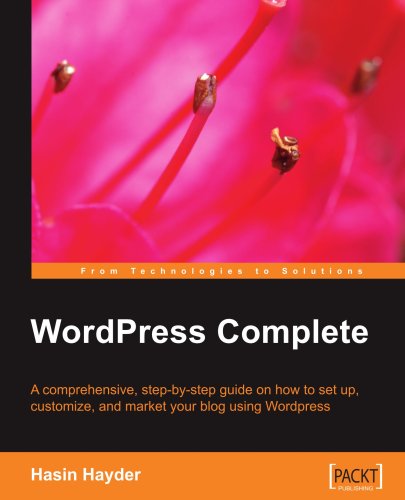 From Technologies to Solutions
WordPress Complete
A comprehensive, step-by-step guide on how to set up,
customize, and market your blog using Wordpress
Hasin Hayder
PACKT
PUBLISHING